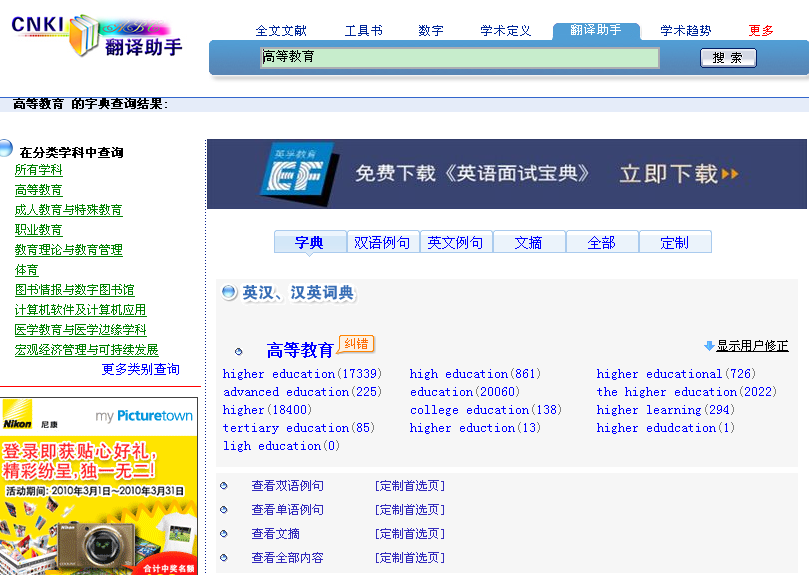 CNKI
翻译助手
全文文献 工具书 数字 学术定义 翻译助手 学术趋势 更多
高等教育 搜 索
高等教育 的字典查询结果:
在分类学科中查询
所有学科
高等教育
成人教育与特殊教育
职业教育
教育理论与教育管理
体育
图书情报与数字图书馆
计算机软件及计算机应用
医学教育与医学边缘学科
宏观经济管理与可持续发展
更多类别查询
Nikon 尼康 my Picturetown
登录即获贴心好礼,
精彩纷呈,独一无二!
活动期间: 2010年3月1日~2010年3月31日
Nikon
合计中奖名额
英孚教育
EF
免费下载《英语面试宝典》 立即下载
字典 双语例句 英文例句 文摘 全部 定制
英汉、汉英词典
高等教育 纠错 显示用户修正
higher education(17339) high education(861) higher educational(726)
advanced education(225) education(20060) the higher education(2022)
higher(18400) college education(138) higher learning(294)
tertiary education(85) higher eduction(13) higher edudcation(1)
ligh education(0)
查看双语例句 [定制首选页]
查看单语例句 [定制首选页]
查看文摘 [定制首选页]
查看全部内容 [定制首选页]